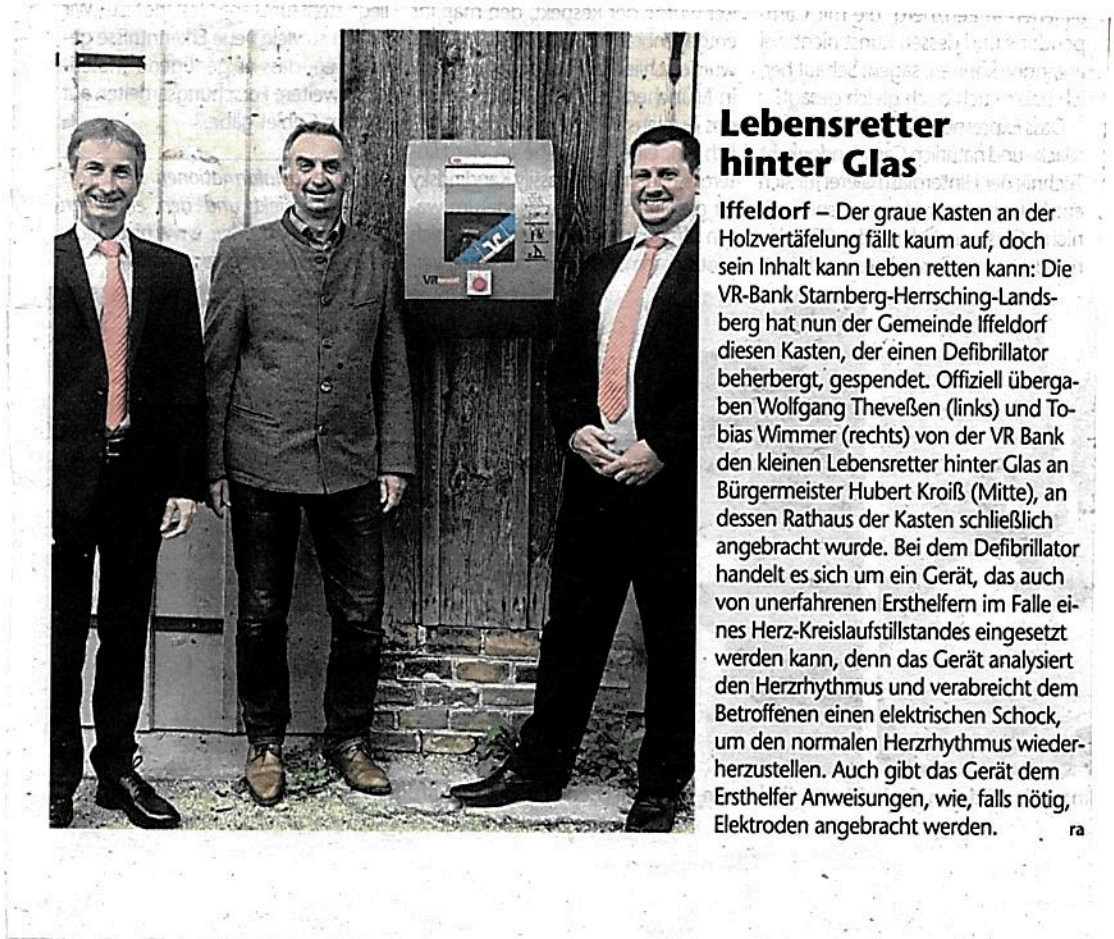 Lebensretter
hinter Glas
Iffeldorf – Der graue Kasten an der
Holzvertäfelung fällt kaum auf, doch
sein Inhalt kann Leben retten kann: Die
VR-Bank Starnberg-Herrsching-Lands-
berg hat nun der Gemeinde Iffeldorf
diesen Kasten, der einen Defibrillator
beherbergt, gespendet. Offiziell überga-
ben Wolfgang Theveßen (links) und To-
bias Wimmer (rechts) von der VR Bank
den kleinen Lebensretter hinter Glas an
Bürgermeister Hubert Kroiß (Mitte), an
dessen Rathaus der Kasten schließlich
angebracht wurde. Bei dem Defibrillator
handelt es sich um ein Gerät, das auch
von unerfahrenen Ersthelfern im Falle ei-
nes Herz-Kreislaufstillstandes eingesetzt
werden kann, denn das Gerät analysiert
den Herzrhythmus und verabreicht dem
Betroffenen einen elektrischen Schock,
um den normalen Herzrhythmus wieder-
herzustellen. Auch gibt das Gerät dem
Ersthelfer Anweisungen, wie, falls nötig,
Elektroden angebracht werden. ra
VR